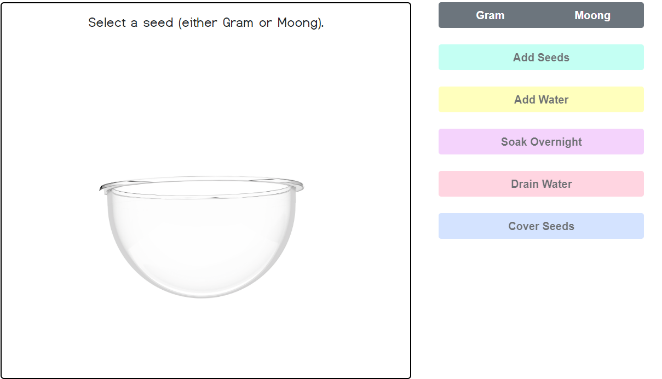 Select a seed (either Gram or Moong).
Gram Moong
Add Seeds
Add Water
Soak Overnight
Drain Water
Cover Seeds